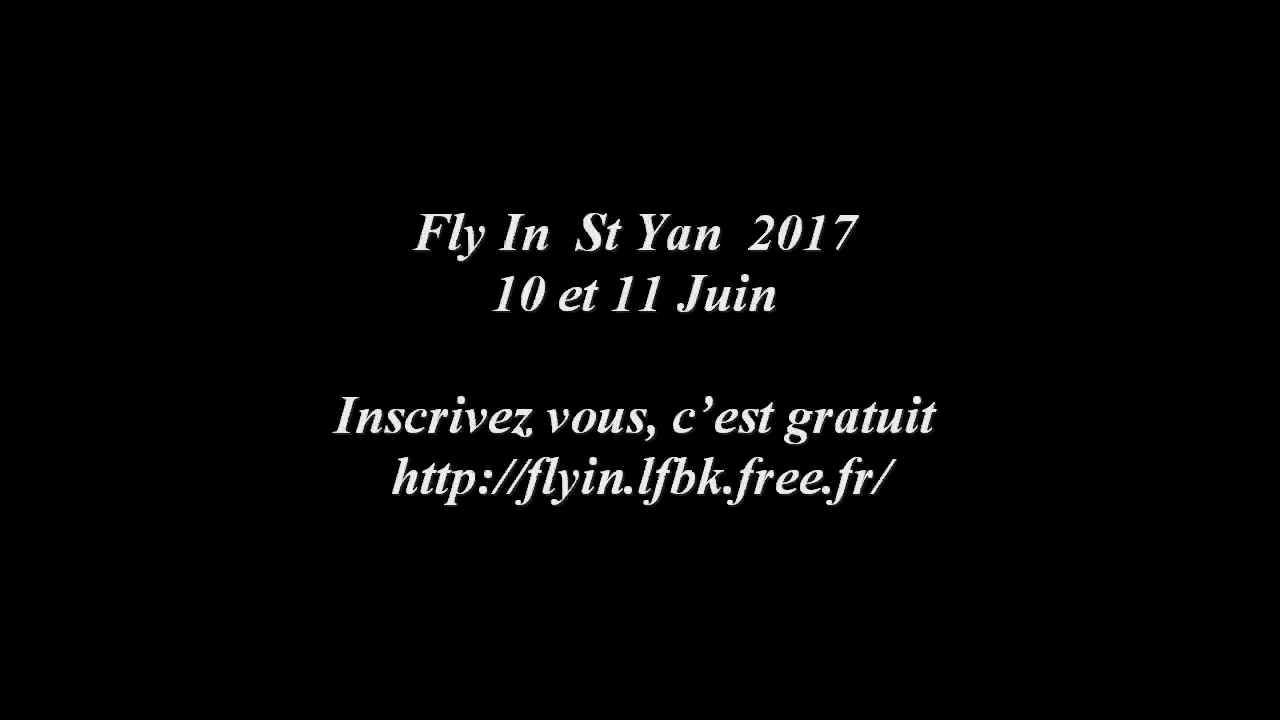 Fly In St Yan 2017
10 et 11 Juin
Inscrivez vous, c’est gratuit
http://flyin.lfbk.free.fr/